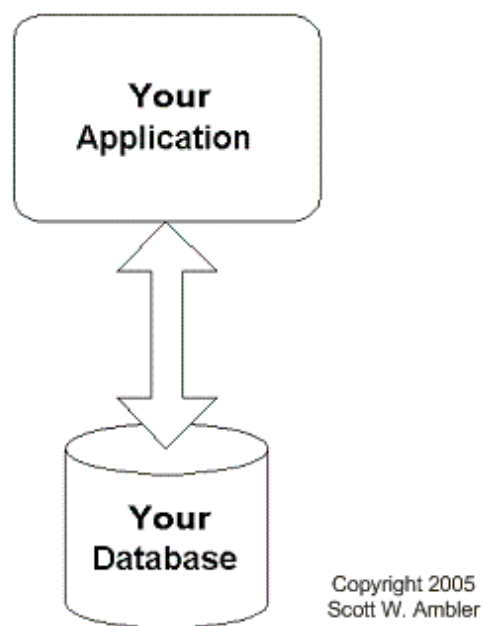 Your
Application
Your
Database
Copyright 2005
Scott W. Ambler